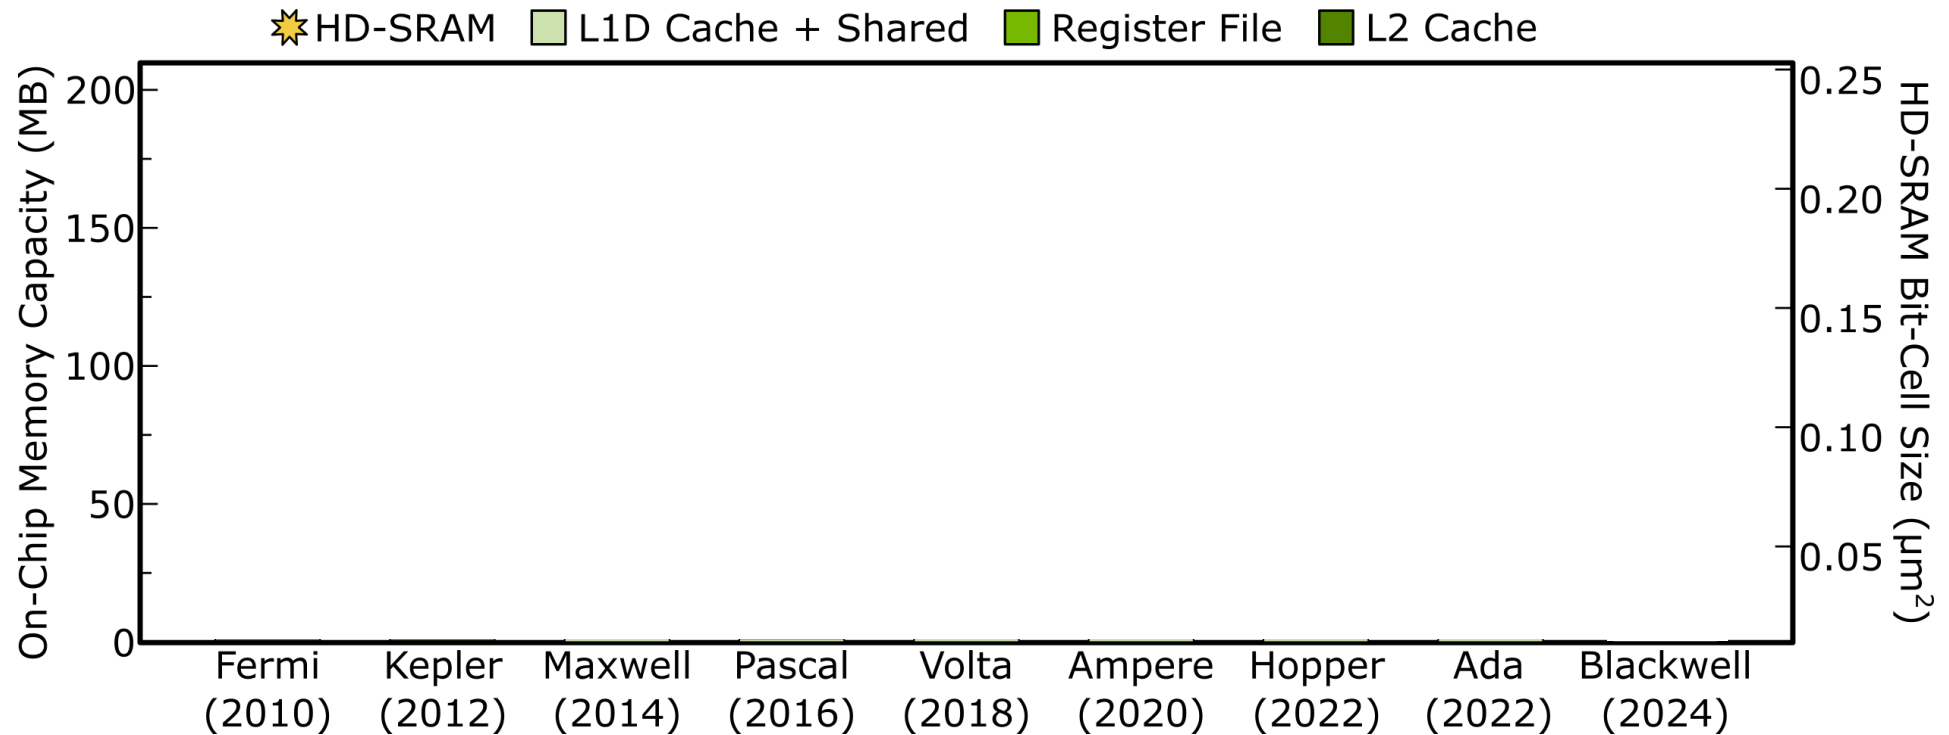 HD-SRAM L1D Cache + Shared Register File L2 Cache
On-Chip Memory Capacity (MB)
200
150
100
50
0
0.25
0.20
0.15
0.10
0.05
HD-SRAM Bit-Cell Size (μm²)
Fermi Kepler Maxwell Pascal Volta Ampere Hopper Ada Blackwell
(2010) (2012) (2014) (2016) (2018) (2020) (2022) (2022) (2024)